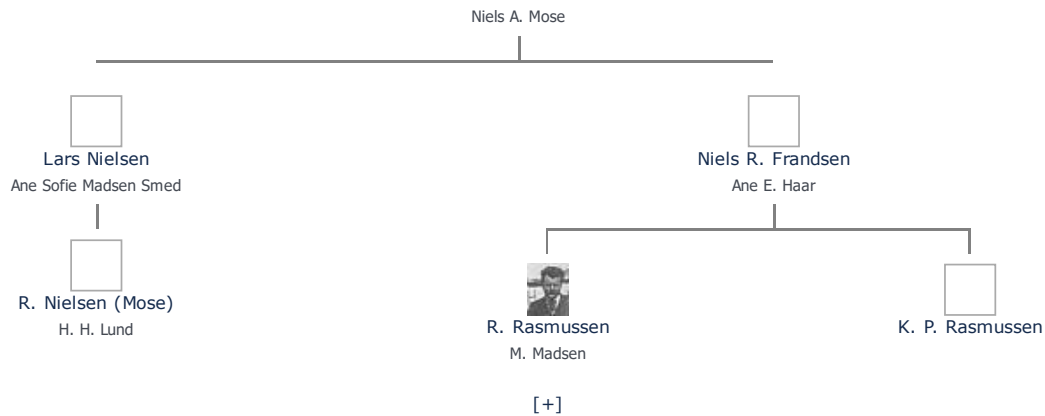 Niels A. Mose
Lars Nielsen
Niels R. Frandsen
Ane Sofie Madsen Smed
Ane E. Haar
R. Nielsen (Mose)
H. H. Lund
R. Rasmussen
K. P. Rasmussen
M. Madsen
[+]